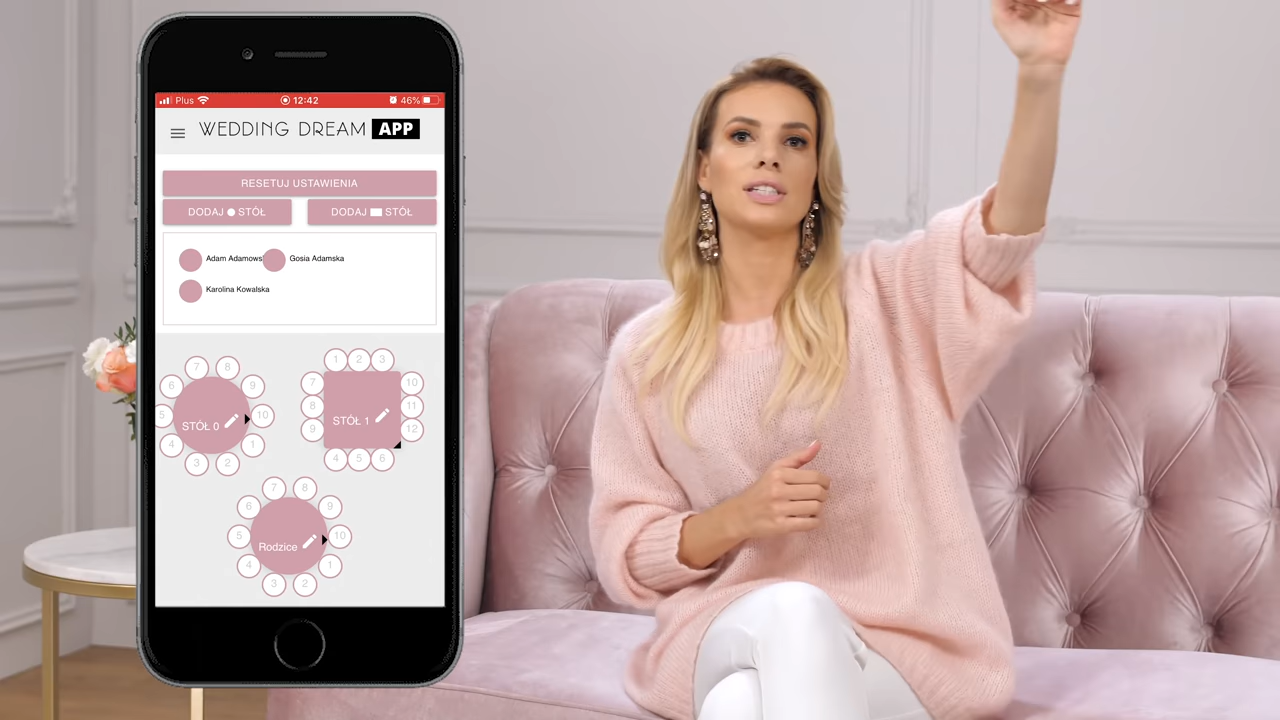 Plus 12:42 46%
WEDDING DREAM APP
RESETUJ USTAWIENIA
DODAJ STÓŁ
DODAJ STÓŁ
Adam Adamows
Gosia Adamska
Karolina Kowalska
7 8
6 9
5 STÓŁ 0 10
4 1
3 2
1 2 3
7 10
8 STÓŁ 1 11
9 12
4 5 6
7 8
6 9
5 Rodzice 10
4 1
3 2